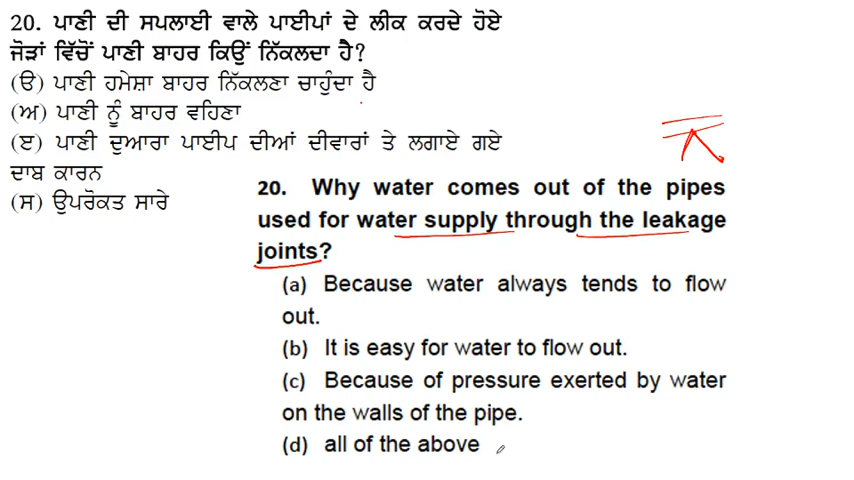 20. ਪਾਣੀ ਦੀ ਸਪਲਾਈ ਵਾਲੇ ਪਾਈਪਾਂ ਦੇ ਲੀਕ ਕਰਦੇ ਹੋਏ
ਜੋੜਾਂ ਵਿੱਚੋਂ ਪਾਣੀ ਬਾਹਰ ਕਿਉਂ ਨਿੱਕਲਦਾ ਹੈ?
(ੳ) ਪਾਣੀ ਹਮੇਸ਼ਾ ਬਾਹਰ ਨਿੱਕਲਣਾ ਚਾਹੁੰਦਾ ਹੈ
(ਅ) ਪਾਣੀ ਨੂੰ ਬਾਹਰ ਵਹਿਣਾ
(ੲ) ਪਾਣੀ ਦੁਆਰਾ ਪਾਈਪ ਦੀਆਂ ਦੀਵਾਰਾਂ ਤੇ ਲਗਾਏ ਗਏ
ਦਾਬ ਕਾਰਨ
(ਸ) ਉਪਰੋਕਤ ਸਾਰੇ
20. Why water comes out of the pipes
used for water supply through the leakage
joints?
(a) Because water always tends to flow
out.
(b) It is easy for water to flow out.
(c) Because of pressure exerted by water
on the walls of the pipe.
(d) all of the above